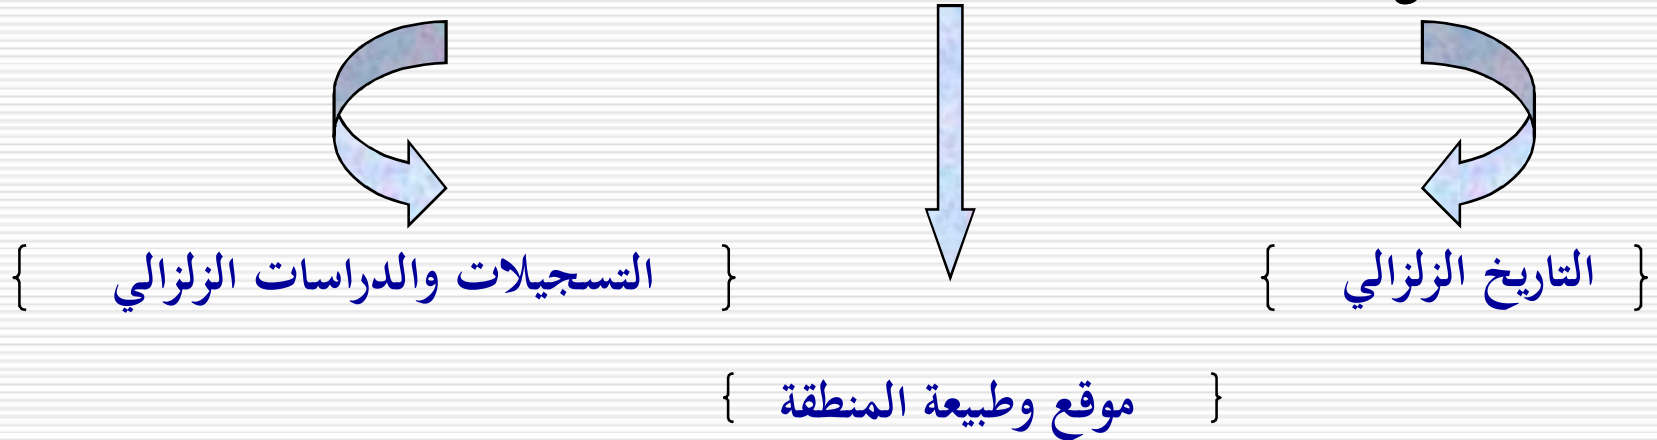 { التاريخ الزلزالي } { التسجيلات والدراسات الزلزالي }
{ موقع وطبيعة المنطقة }